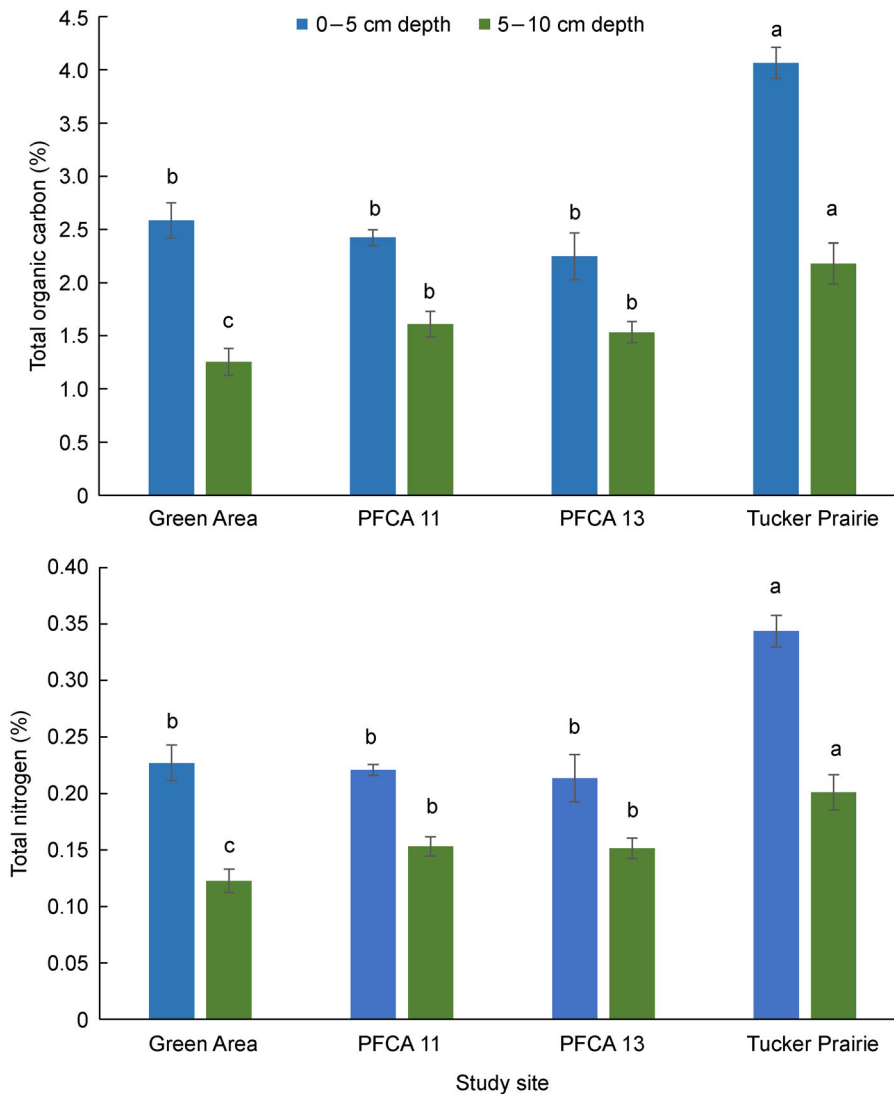 0–5 cm depth 5–10 cm depth
Total organic carbon (%)
4.5
4.0
3.5
3.0
2.5
2.0
1.5
1.0
0.5
0
b
c
b
b
b
b
a
a
Green Area PFCA 11 PFCA 13 Tucker Prairie
Total nitrogen (%)
0.40
0.35
0.30
0.25
0.20
0.15
0.10
0.05
0
b
c
b
b
b
b
a
a
Green Area PFCA 11 PFCA 13 Tucker Prairie
Study site